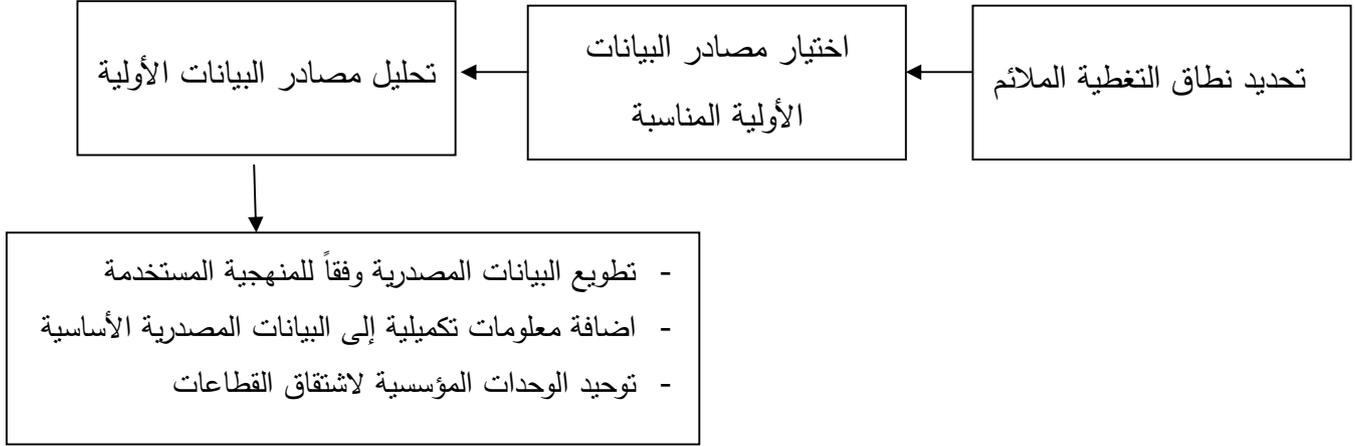 تحديد نطاق التغطية الملائم
اختيار مصادر البيانات
الأولية المناسبة
تحليل مصادر البيانات الأولية
- تطويع البيانات المصدرية وفقاً للمنهجية المستخدمة
- اضافة معلومات تكميلية إلى البيانات المصدرية الأساسية
- توحيد الوحدات المؤسسية لاشتقاق القطاعات